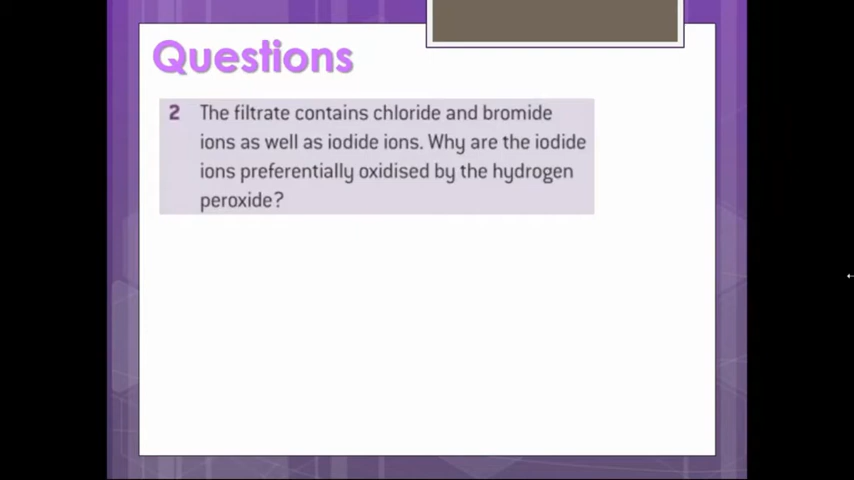 Questions
2 The filtrate contains chloride and bromide
ions as well as iodide ions. Why are the iodide
ions preferentially oxidised by the hydrogen
peroxide?